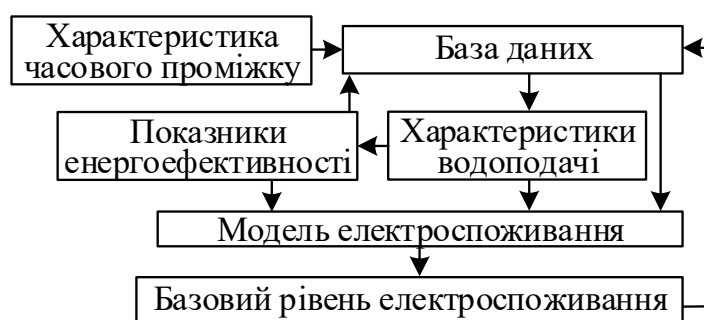 Характеристика
часового проміжку
База даних
Показники
енергоефективності
Характеристики
водоподачі
Модель електроспоживання
Базовий рівень електроспоживання